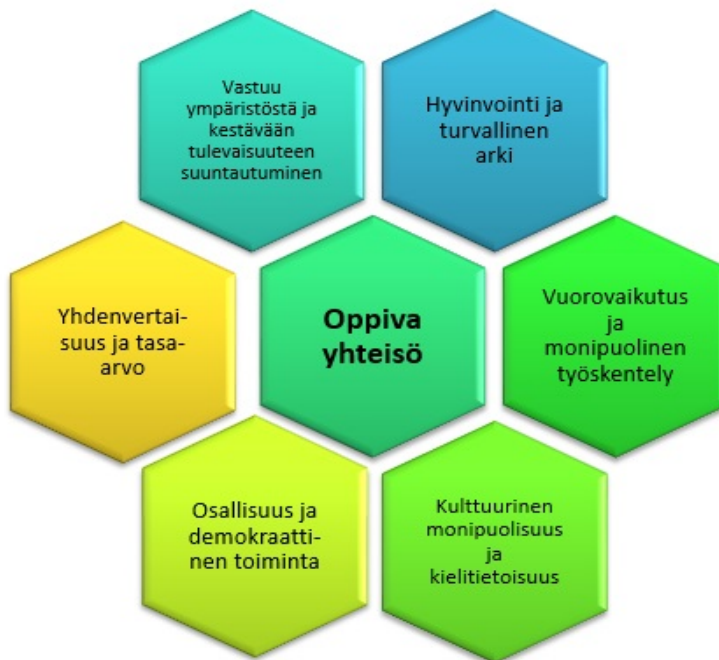 Vastuu
ympäristöstä ja
kestävään
tulevaisuuteen
suuntautuminen
Hyvinvointi ja
turvallinen
arki
Yhdenvertai-
suus ja tasa-
arvo
Oppiva
yhteisö
Vuorovaikutus
ja
monipuolinen
työskentely
Osallisuus ja
demokraatti-
nen toiminta
Kulttuurinen
monipuolisuus
ja
kielitietoisuus